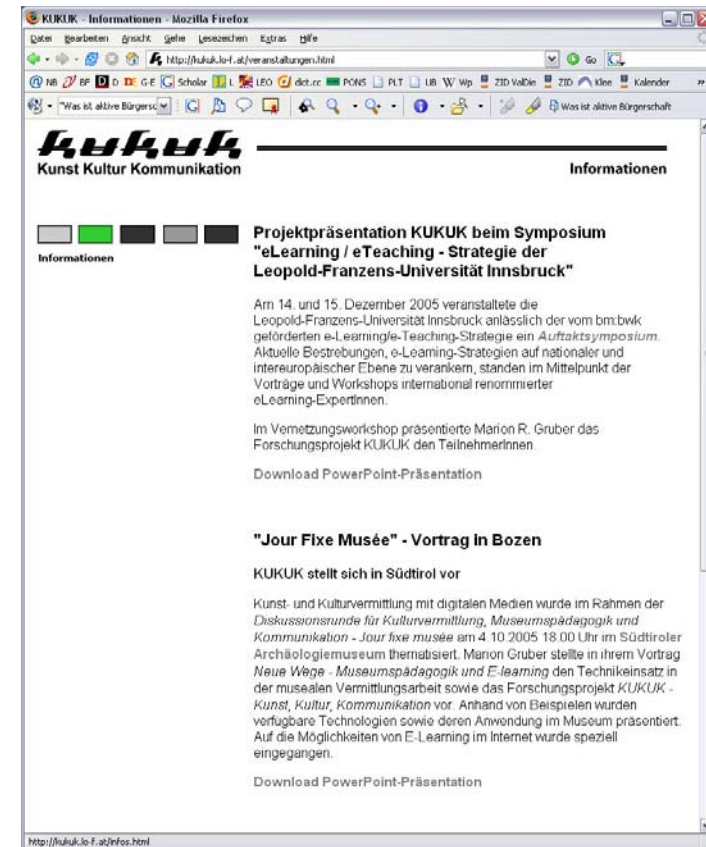 KUKUK - Informationen - Mozilla Firefox
Datei Bearbeiten Ansicht Gehe Lesezeichen Extras Hilfe
http://kukuk.lo-f.at/veranstaltungen.html Go
NB BF D G-E Scholar L LEO dict.cc PONS PLT UB Wp ZID ValDie ZID Klee Kalender »
"Was ist aktive Bürgersc Was ist aktive Bürgerschaft
kukuk
Kunst Kultur Kommunikation
Informationen
Informationen
Projektpräsentation KUKUK beim Symposium
"eLearning / eTeaching - Strategie der
Leopold-Franzens-Universität Innsbruck"
Am 14. und 15. Dezember 2005 veranstaltete die
Leopold-Franzens-Universität Innsbruck anlässlich der vom bm:bwk
geförderten e-Learning/e-Teaching-Strategie ein Auftaktsymposium.
Aktuelle Bestrebungen, e-Learning-Strategien auf nationaler und
intereuropäischer Ebene zu verankern, standen im Mittelpunkt der
Vorträge und Workshops international renommierter
eLearning-ExpertInnen.
Im Vernetzungsworkshop präsentierte Marion R. Gruber das
Forschungsprojekt KUKUK den TeilnehmerInnen.
Download PowerPoint-Präsentation
"Jour Fixe Musée" - Vortrag in Bozen
KUKUK stellt sich in Südtirol vor
Kunst- und Kulturvermittlung mit digitalen Medien wurde im Rahmen der
Diskussionsrunde für Kulturvermittlung, Museumspädagogik und
Kommunikation - Jour fixe musée am 4.10.2005 18.00 Uhr im Südtiroler
Archäologiemuseum thematisiert. Marion Gruber stellte in ihrem Vortrag
Neue Wege - Museumspädagogik und E-learning den Technikeinsatz in
der musealen Vermittlungsarbeit sowie das Forschungsprojekt KUKUK -
Kunst, Kultur, Kommunikation vor. Anhand von Beispielen wurden
verfügbare Technologien sowie deren Anwendung im Museum präsentiert.
Auf die Möglichkeiten von E-Learning im Internet wurde speziell
eingegangen.
Download PowerPoint-Präsentation
http://kukuk.lo-f.at/infos.html